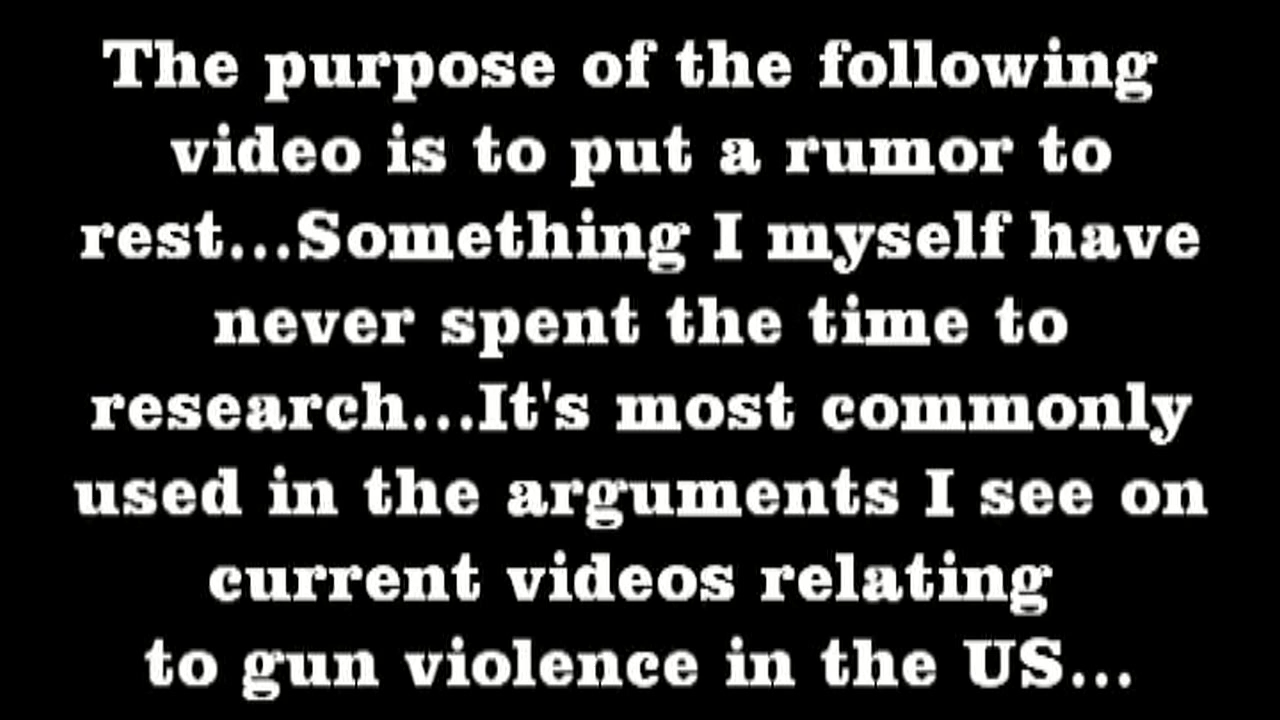 The purpose of the following
video is to put a rumor to
rest...Something I myself have
never spent the time to
research...It's most commonly
used in the arguments I see on
current videos relating
to gun violence in the US...